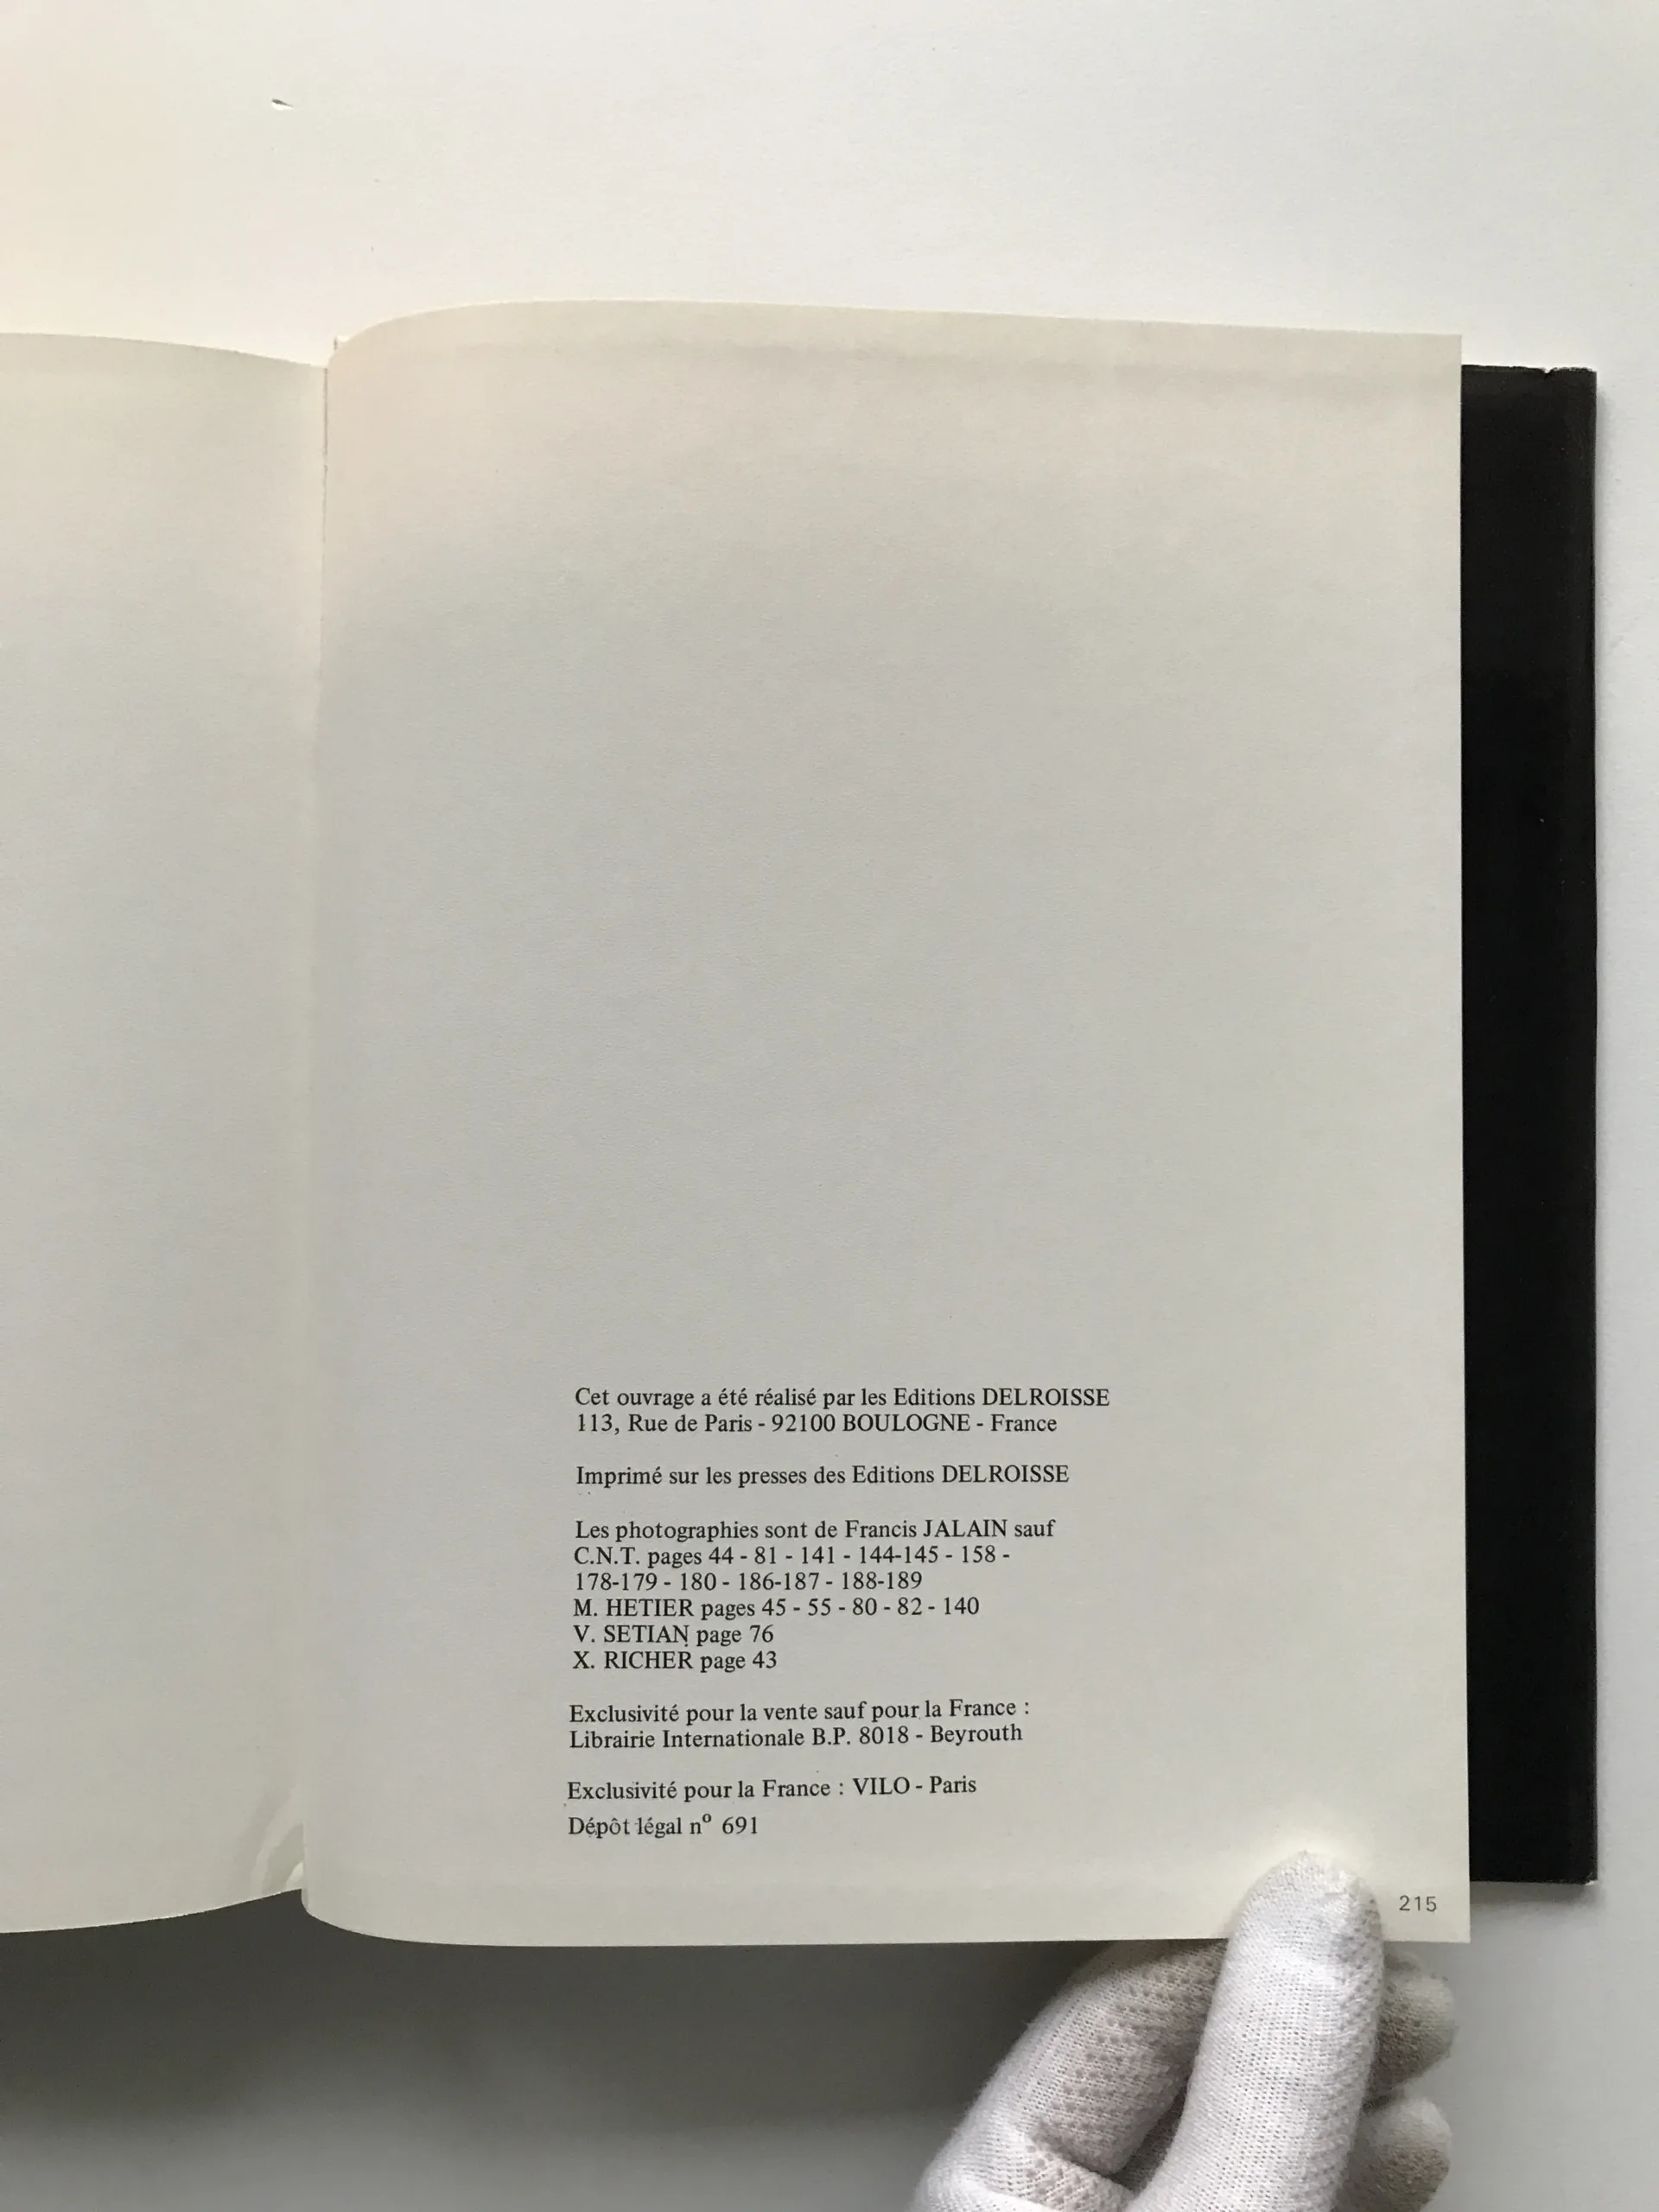 Cet ouvrage a été réalisé par les Editions DELROISSE
113, Rue de Paris - 92100 BOULOGNE - France
Imprimé sur les presses des Editions DELROISSE
Les photographies sont de Francis JALAIN sauf
C.N.T. pages 44 - 81 - 141 - 144-145 - 158 -
178-179 - 180 - 186-187 - 188-189
M. HETIER pages 45 - 55 - 80 - 82 - 140
V. SETIAN page 76
X. RICHER page 43
Exclusivité pour la vente sauf pour la France :
Librairie Internationale B.P. 8018 - Beyrouth
Exclusivité pour la France : VILO - Paris
Dépôt légal nº 691
215